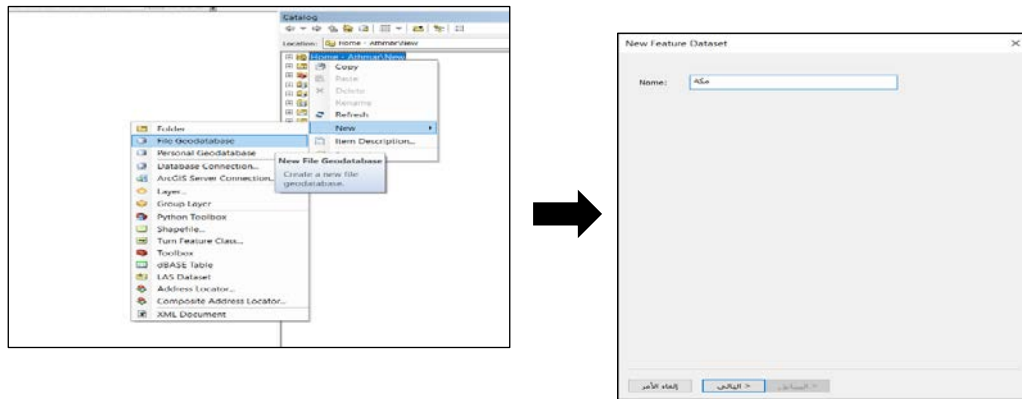 Catalog
Location: Home - Athmar\New
Home - Athmar\New
Copy
Paste
Delete
Rename
Refresh
New
Item Description...
Folder
File Geodatabase
Personal Geodatabase
Database Connection...
ArcGIS Server Connection...
Layer...
Group Layer
Python Toolbox
Shapefile...
Turn Feature Class...
Toolbox
dBASE Table
LAS Dataset
Address Locator...
Composite Address Locator...
XML Document
New File Geodatabase
Create a new file
geodatabase.
New Feature Dataset
Name: مكة
< السابق التالي > إلغاء الأمر